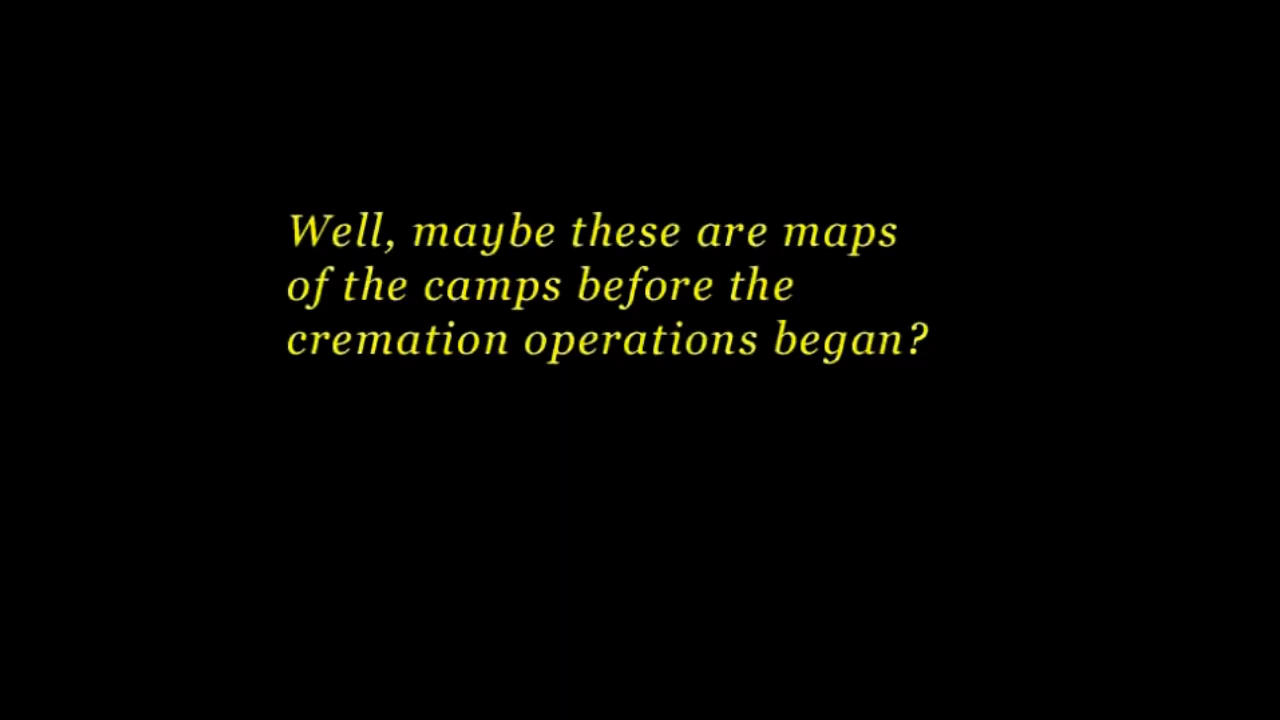 Well, maybe these are maps
of the camps before the
cremation operations began?